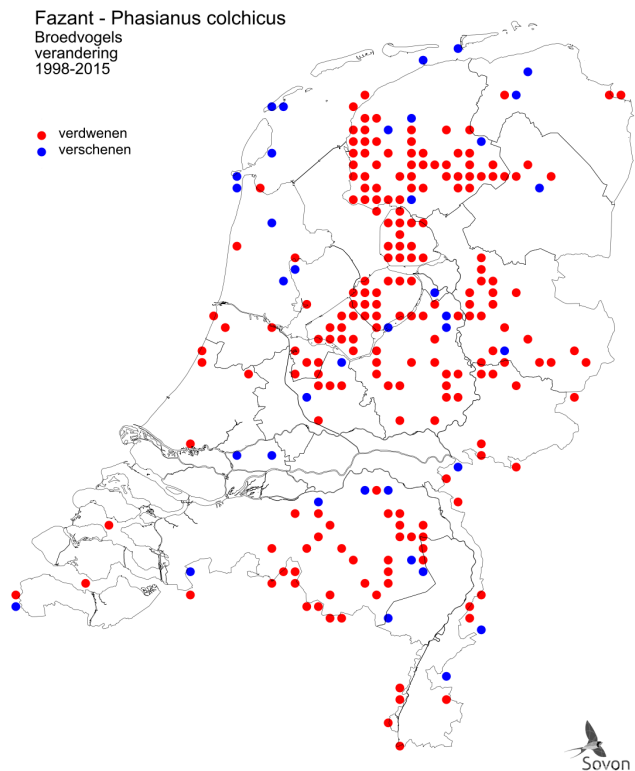 Fazant - Phasianus colchicus
Broedvogels
verandering
1998-2015
verdwenen
verschenen
Sovon